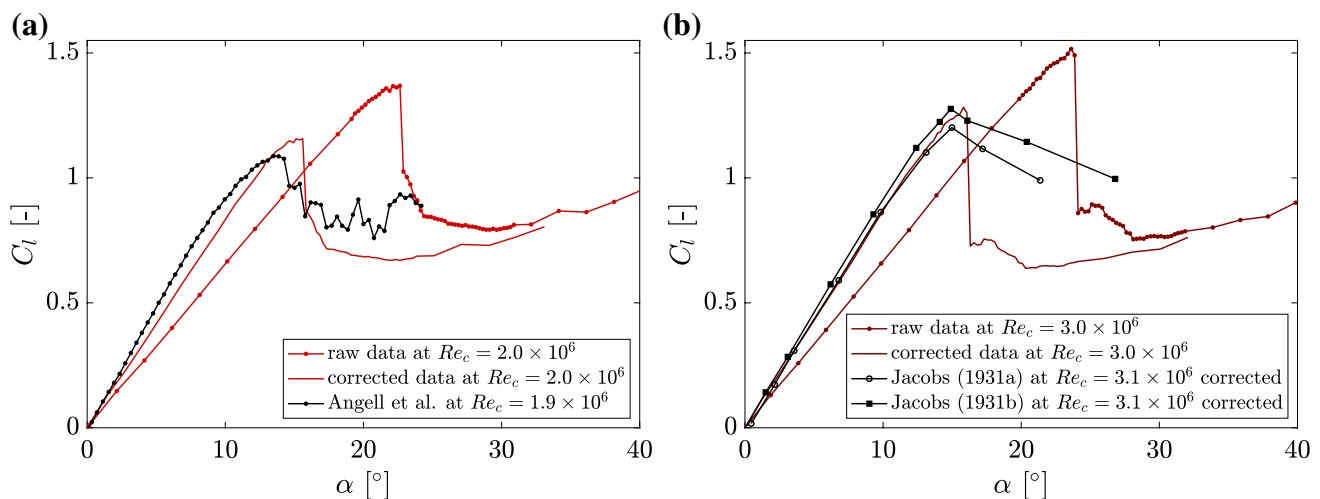 (a)
1.5
1
0.5
0
C_l [-]
0
10
20
30
40
α [°]
raw data at Re_c = 2.0 × 10^6
corrected data at Re_c = 2.0 × 10^6
Angell et al. at Re_c = 1.9 × 10^6
(b)
1.5
1
0.5
0
C_l [-]
0
10
20
30
40
α [°]
raw data at Re_c = 3.0 × 10^6
corrected data at Re_c = 3.0 × 10^6
Jacobs (1931a) at Re_c = 3.1 × 10^6 corrected
Jacobs (1931b) at Re_c = 3.1 × 10^6 corrected